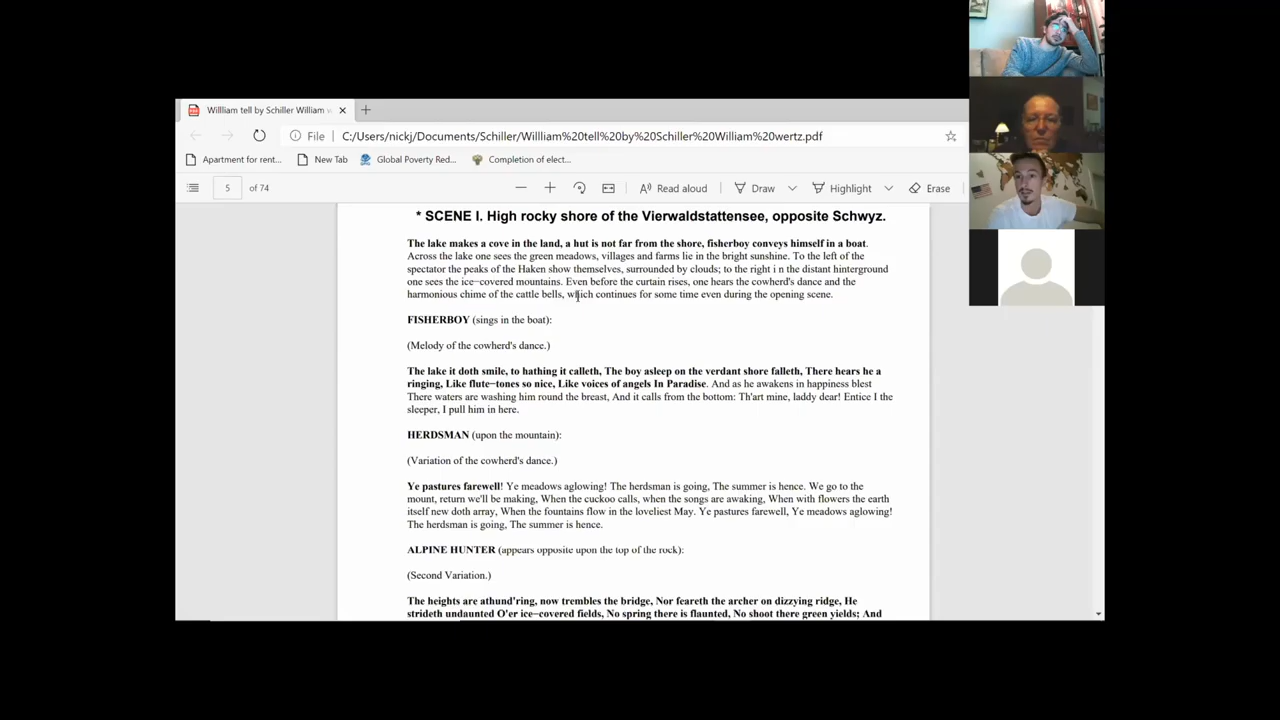 Willliam tell by Schiller William w
File C:/Users/nickj/Documents/Schiller/Willliam%20tell%20by%20Schiller%20William%20wertz.pdf
Apartment for rent... New Tab Global Poverty Red... Completion of elect...
5 of 74 Read aloud Draw Highlight Erase
* SCENE I. High rocky shore of the Vierwaldstattensee, opposite Schwyz.
The lake makes a cove in the land, a hut is not far from the shore, fisherboy conveys himself in a boat.
Across the lake one sees the green meadows, villages and farms lie in the bright sunshine. To the left of the
spectator the peaks of the Haken show themselves, surrounded by clouds; to the right i n the distant hinterground
one sees the ice−covered mountains. Even before the curtain rises, one hears the cowherd's dance and the
harmonious chime of the cattle bells, which continues for some time even during the opening scene.
FISHERBOY (sings in the boat):
(Melody of the cowherd's dance.)
The lake it doth smile, to bathing it calleth, The boy asleep on the verdant shore falleth, There hears he a
ringing, Like flute−tones so nice, Like voices of angels In Paradise. And as he awakens in happiness blest
There waters are washing him round the breast, And it calls from the bottom: Th'art mine, laddy dear! Entice I the
sleeper, I pull him in here.
HERDSMAN (upon the mountain):
(Variation of the cowherd's dance.)
Ye pastures farewell! Ye meadows aglowing! The herdsman is going, The summer is hence. We go to the
mount, return we'll be making, When the cuckoo calls, when the songs are awaking, When with flowers the earth
itself new doth array, When the fountains flow in the loveliest May. Ye pastures farewell, Ye meadows aglowing!
The herdsman is going, The summer is hence.
ALPINE HUNTER (appears opposite upon the top of the rock):
(Second Variation.)
The heights are athund'ring, now trembles the bridge, Nor feareth the archer on dizzying ridge, He
strideth undaunted O'er ice−covered fields, No spring there is flaunted, No shoot there green yields; And